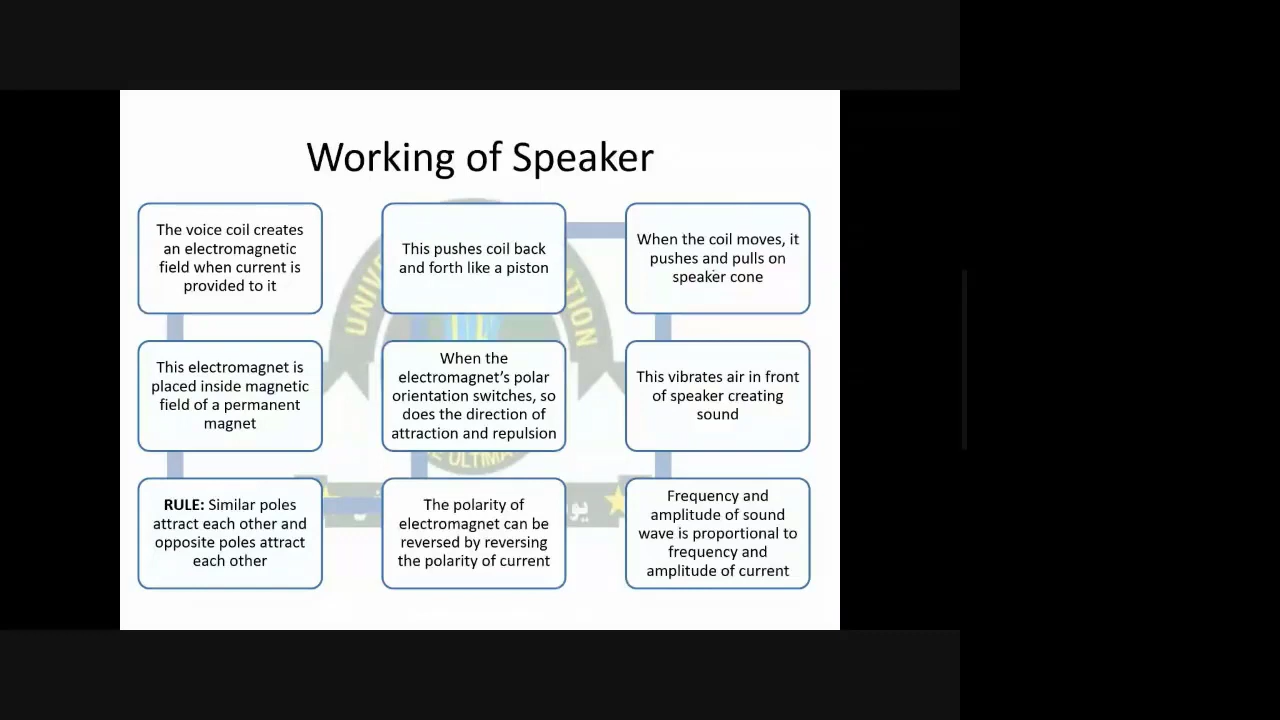 Working of Speaker
The voice coil creates
an electromagnetic
field when current is
provided to it
This electromagnet is
placed inside magnetic
field of a permanent
magnet
RULE: Similar poles
attract each other and
opposite poles attract
each other
The polarity of
electromagnet can be
reversed by reversing
the polarity of current
When the
electromagnet's polar
orientation switches, so
does the direction of
attraction and repulsion
This pushes coil back
and forth like a piston
When the coil moves, it
pushes and pulls on
speaker cone
This vibrates air in front
of speaker creating
sound
Frequency and
amplitude of sound
wave is proportional to
frequency and
amplitude of current